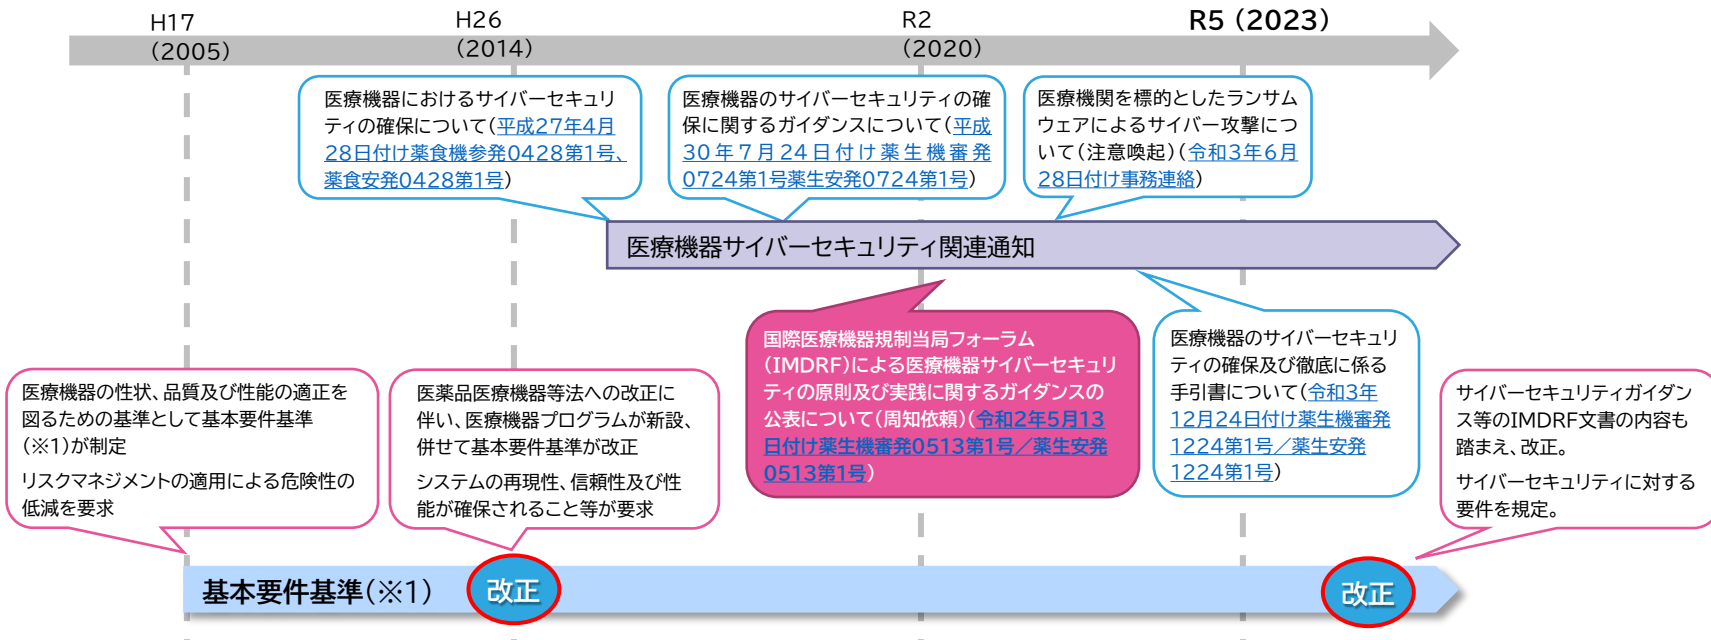 H17
(2005)
H26
(2014)
R2
(2020)
R5 (2023)
医療機器におけるサイバーセキュリ
ティの確保について(平成27年4月
28日付け薬食機参発0428第1号、
薬食安発0428第1号)
医療機器のサイバーセキュリティの確
保に関するガイダンスについて(平成
30年7月24日付け薬生機審発
0724第1号薬生安発0724第1号)
医療機関を標的としたランサム
ウェアによるサイバー攻撃につ
いて(注意喚起)(令和3年6月
28日付け事務連絡)
医療機器サイバーセキュリティ関連通知
国際医療機器規制当局フォーラム
(IMDRF)による医療機器サイバーセキュリ
ティの原則及び実践に関するガイダンスの
公表について(周知依頼)(令和2年5月13
日付け薬生機審発0513第1号/薬生安発
0513第1号)
医療機器のサイバーセキュリ
ティの確保及び徹底に係る
手引書について(令和3年
12月24日付け薬生機審発
1224第1号/薬生安発
1224第1号)
医療機器の性状、品質及び性能の適正を
図るための基準として基本要件基準
(※1)が制定
リスクマネジメントの適用による危険性の
低減を要求
医薬品医療機器等法への改正に
伴い、医療機器プログラムが新設、
併せて基本要件基準が改正
システムの再現性、信頼性及び性
能が確保されること等が要求
サイバーセキュリティガイダン
ス等のIMDRF文書の内容も
踏まえ、改正。
サイバーセキュリティに対する
要件を規定。
基本要件基準(※1)
改正
改正